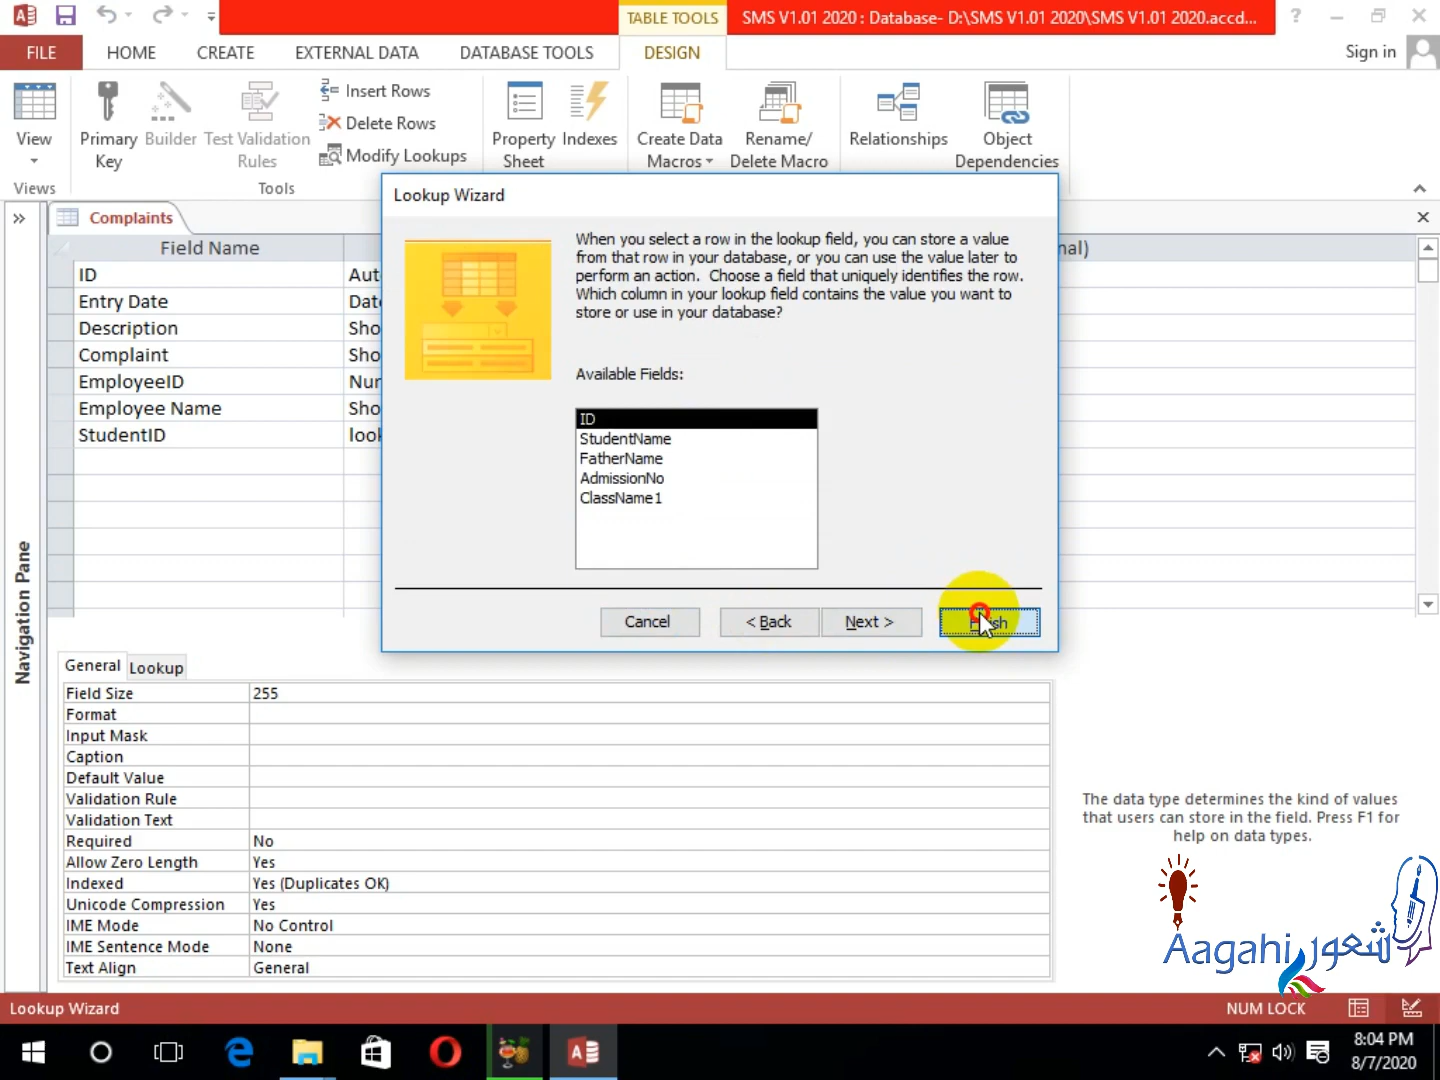 TABLE TOOLS
SMS V1.01 2020 : Database- D:\SMS V1.01 2020\SMS V1.01 2020.accd...
?
FILE
HOME
CREATE
EXTERNAL DATA
DATABASE TOOLS
DESIGN
Sign in
View
Primary Key
Builder
Test Validation Rules
Insert Rows
Delete Rows
Modify Lookups
Property Sheet
Indexes
Create Data Macros
Rename/ Delete Macro
Relationships
Object Dependencies
Views
Tools
Lookup Wizard
Complaints
Field Name
nal)
ID
Auto
Entry Date
Date
Description
Sho
Complaint
Sho
EmployeeID
Num
Employee Name
Sho
StudentID
look
Navigation Pane
When you select a row in the lookup field, you can store a value
from that row in your database, or you can use the value later to
perform an action.  Choose a field that uniquely identifies the row.
Which column in your lookup field contains the value you want to
store or use in your database?
Available Fields:
ID
StudentName
FatherName
AdmissionNo
ClassName1
Cancel
< Back
Next >
General
Lookup
Field Size
255
Format
Input Mask
Caption
Default Value
Validation Rule
Validation Text
Required
No
Allow Zero Length
Yes
Indexed
Yes (Duplicates OK)
Unicode Compression
Yes
IME Mode
No Control
IME Sentence Mode
None
Text Align
General
The data type determines the kind of values
that users can store in the field. Press F1 for
help on data types.
Aagahi شعور
Lookup Wizard
NUM LOCK
8:04 PM
8/7/2020